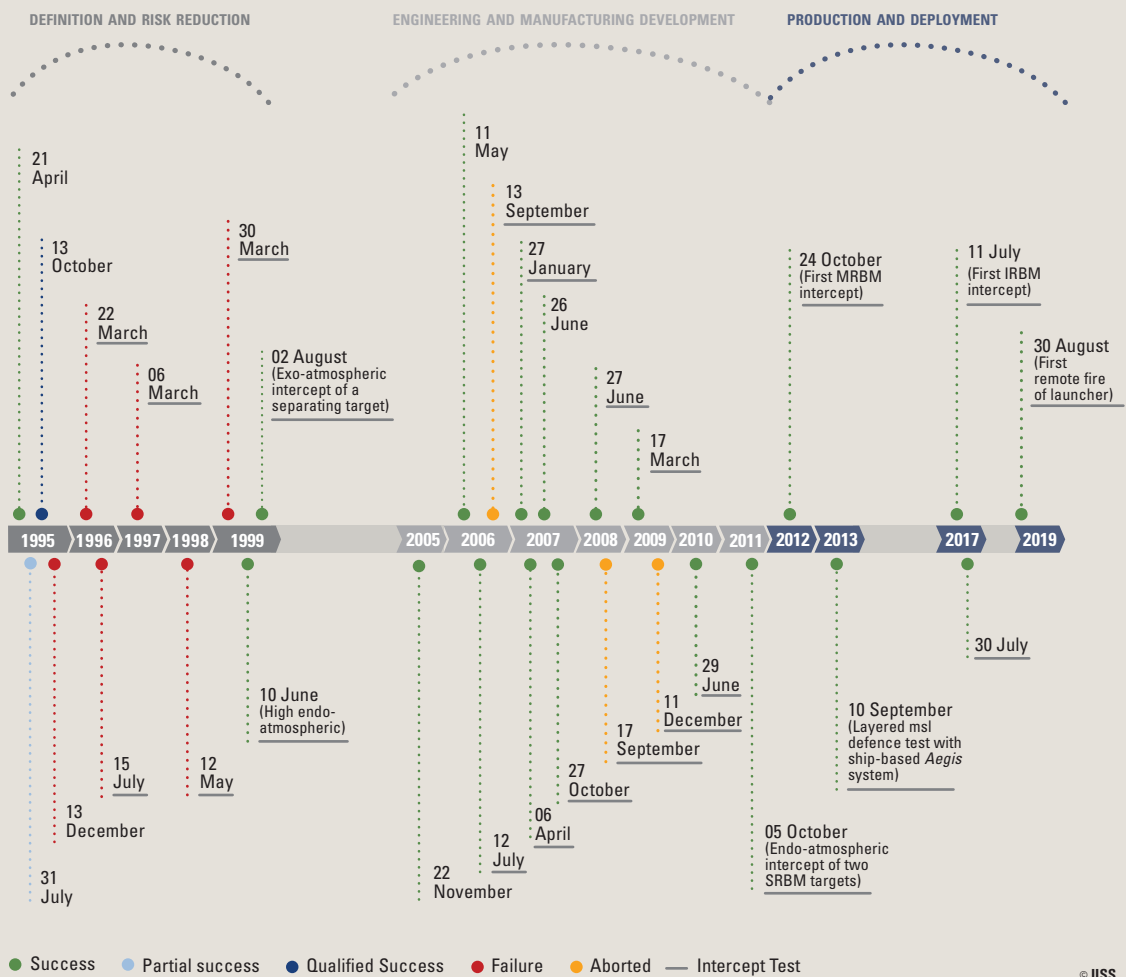 DEFINITION AND RISK REDUCTION
ENGINEERING AND MANUFACTURING DEVELOPMENT
PRODUCTION AND DEPLOYMENT
21
April
13
October
22
March
06
March
30
March
02 August
(Exo-atmospheric
intercept of a
separating target)
11
May
13
September
27
January
26
June
27
June
17
March
24 October
(First MRBM
intercept)
11 July
(First IRBM
intercept)
30 August
(First
remote fire
of launcher)
1995
1996
1997
1998
1999
2005
2006
2007
2008
2009
2010
2011
2012
2013
2017
2019
31
July
13
December
15
July
12
May
10 June
(High endo-
atmospheric)
22
November
12
July
06
April
27
October
17
September
11
December
29
June
05 October
(Endo-atmospheric
intercept of two
SRBM targets)
10 September
(Layered msl
defence test with
ship-based Aegis
system)
30 July
Success
Partial success
Qualified Success
Failure
Aborted
Intercept Test
© IISS